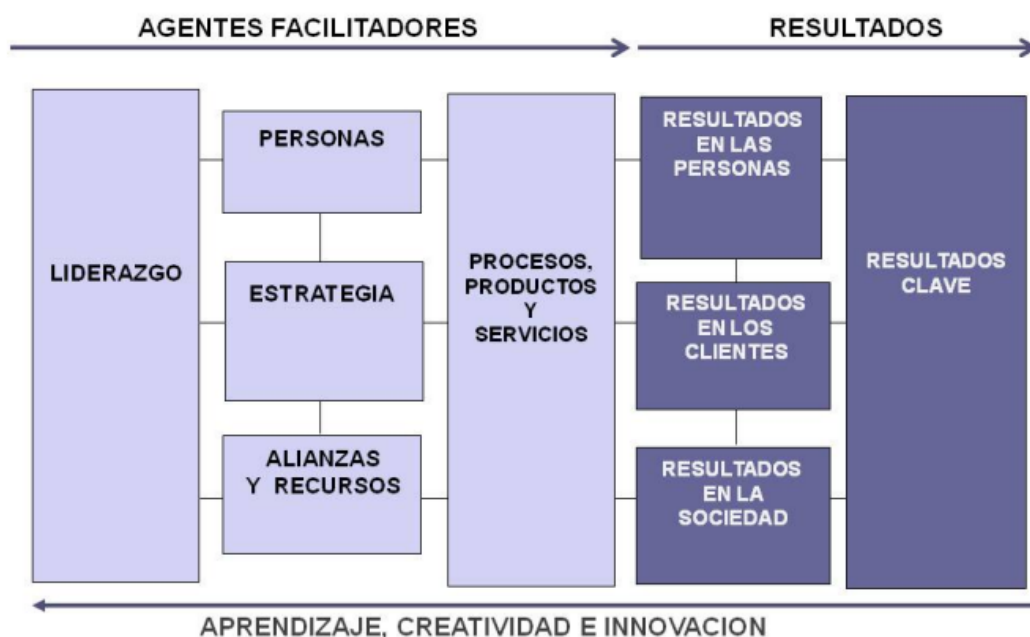 AGENTES FACILITADORES
RESULTADOS
LIDERAZGO
PERSONAS
ESTRATEGIA
ALIANZAS
Y RECURSOS
PROCESOS,
PRODUCTOS
Y
SERVICIOS
RESULTADOS
EN LAS
PERSONAS
RESULTADOS
EN LOS
CLIENTES
RESULTADOS
EN LA
SOCIEDAD
RESULTADOS
CLAVE
APRENDIZAJE, CREATIVIDAD E INNOVACION